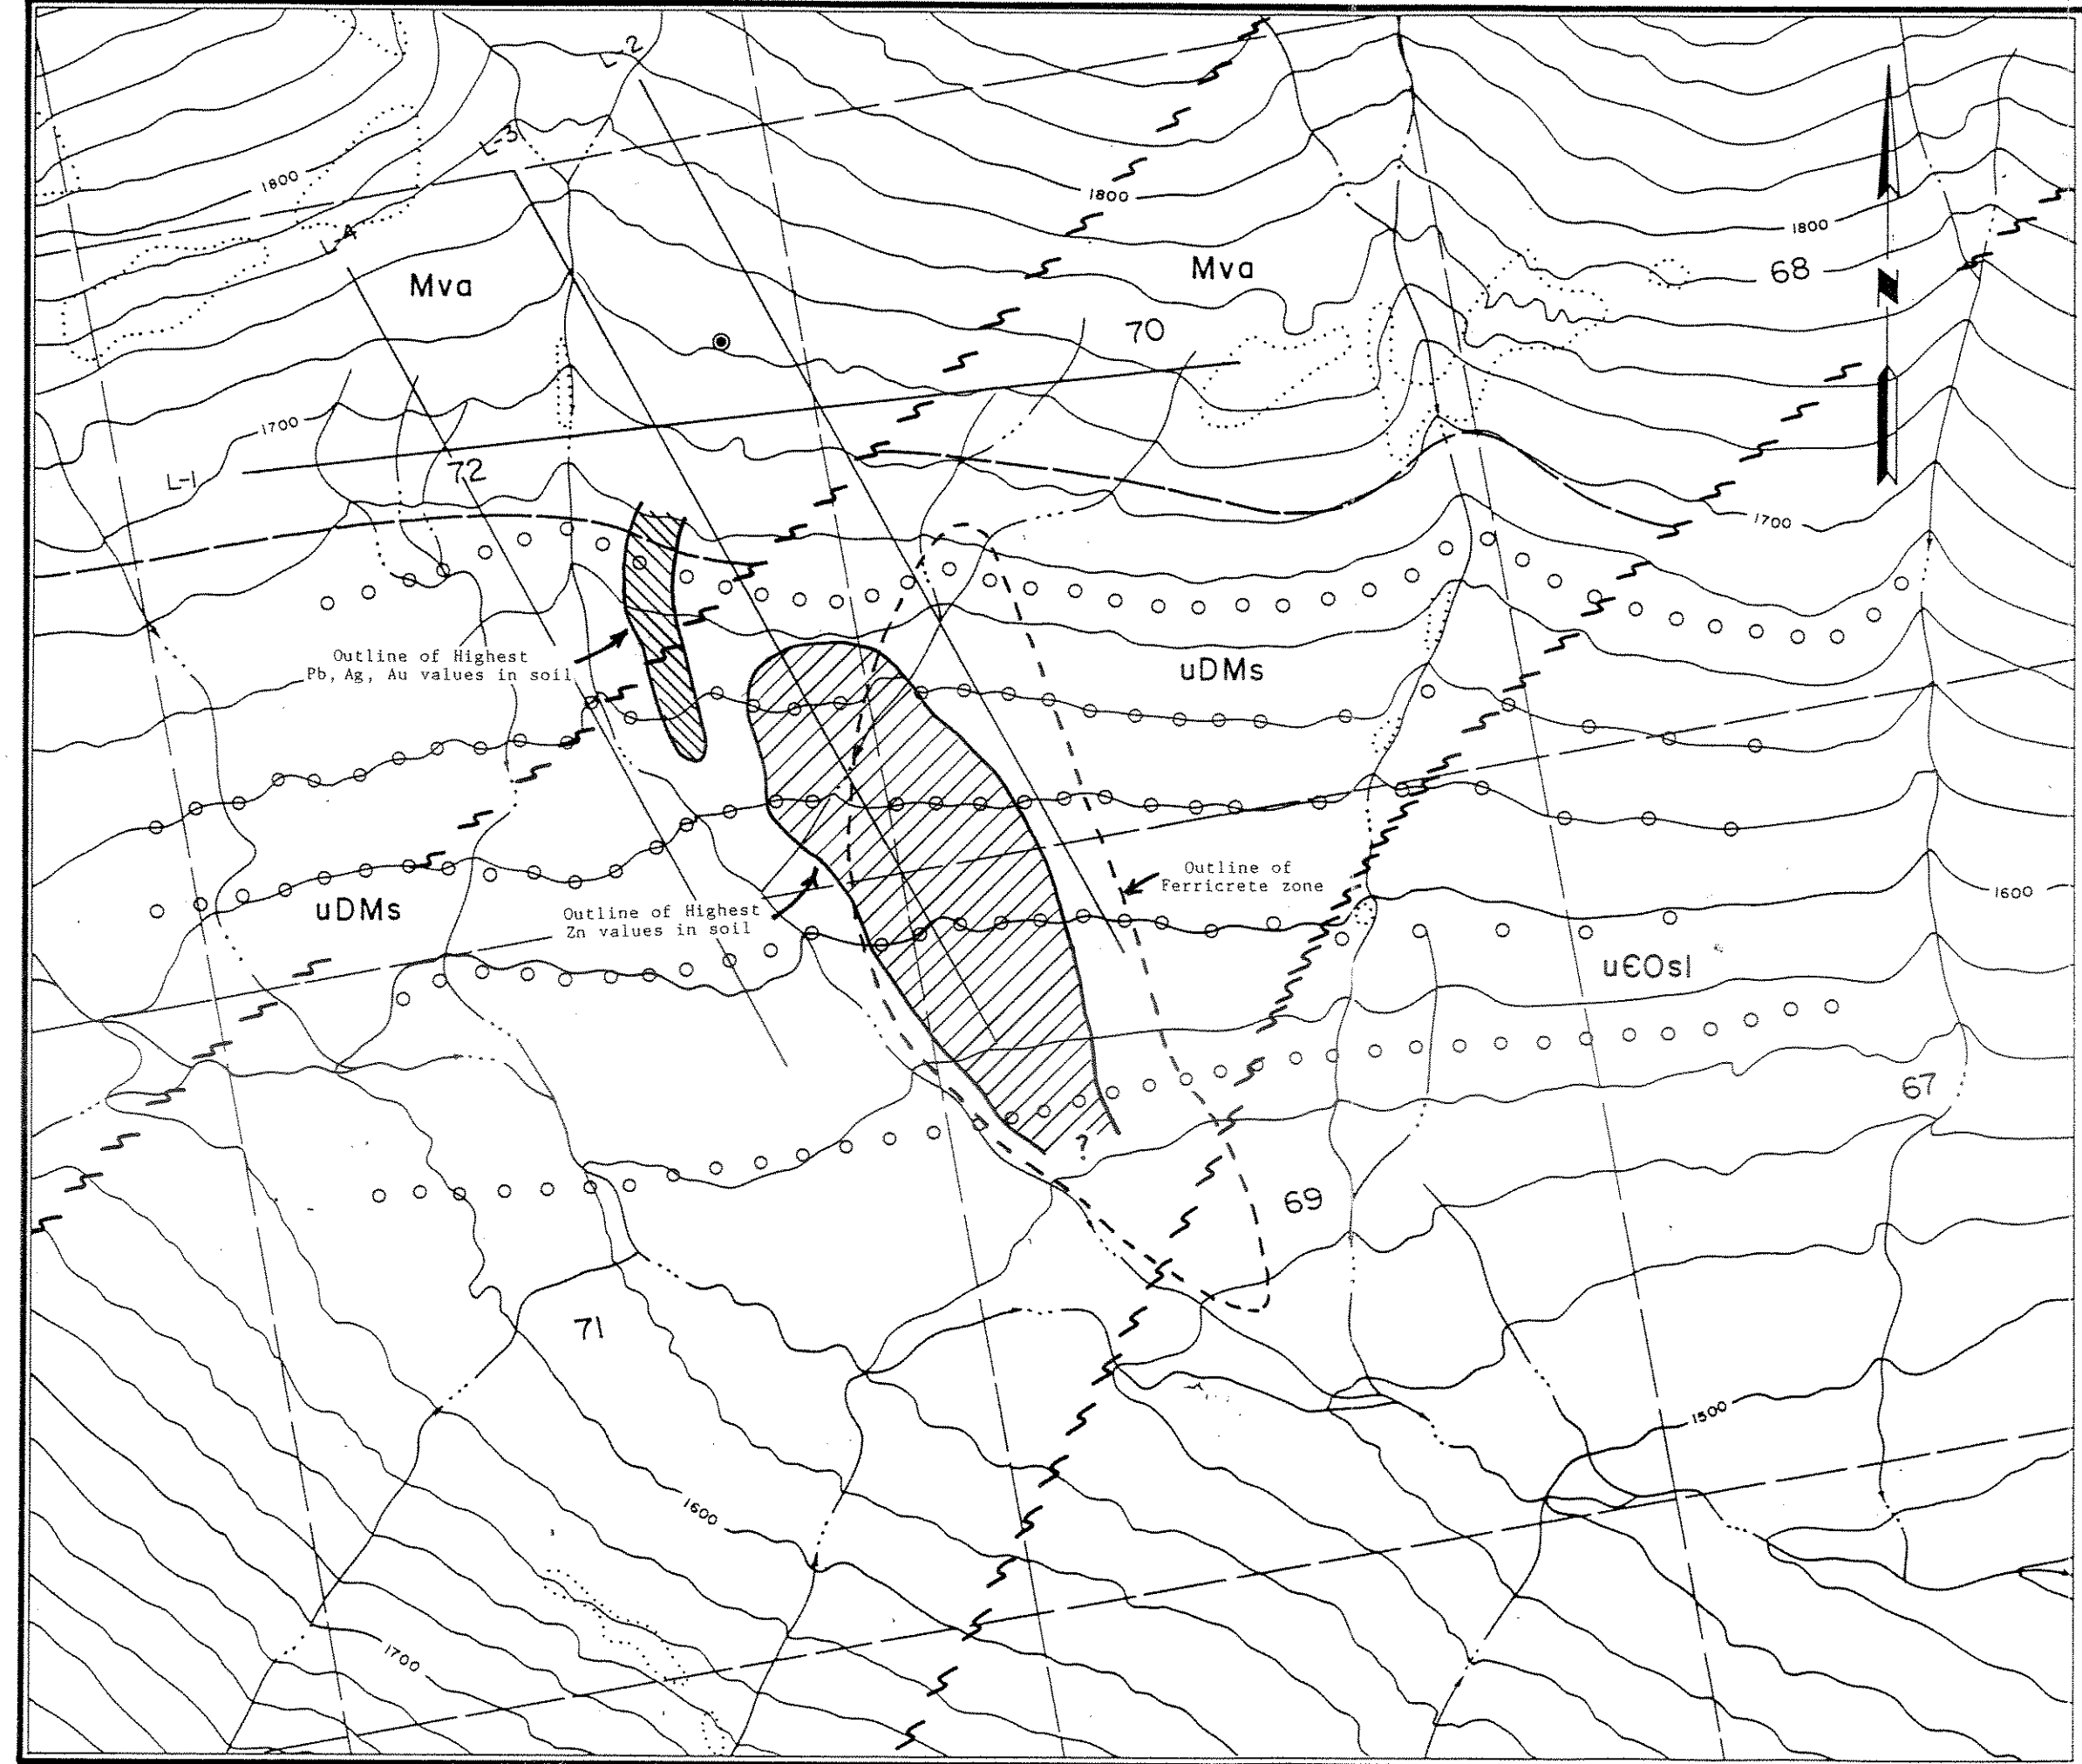 L-2
L-3
1800
1800
L-4
1800
Mva
Mva
68
N
70
1700
72
L-1
1700
Outline of Highest
Pb, Ag, Au values in soil
uDMs
Outline of
Ferricrete zone
1600
uDMs
Outline of Highest
Zn values in soil
uЄOsl
67
?
69
71
1500
1600
1700